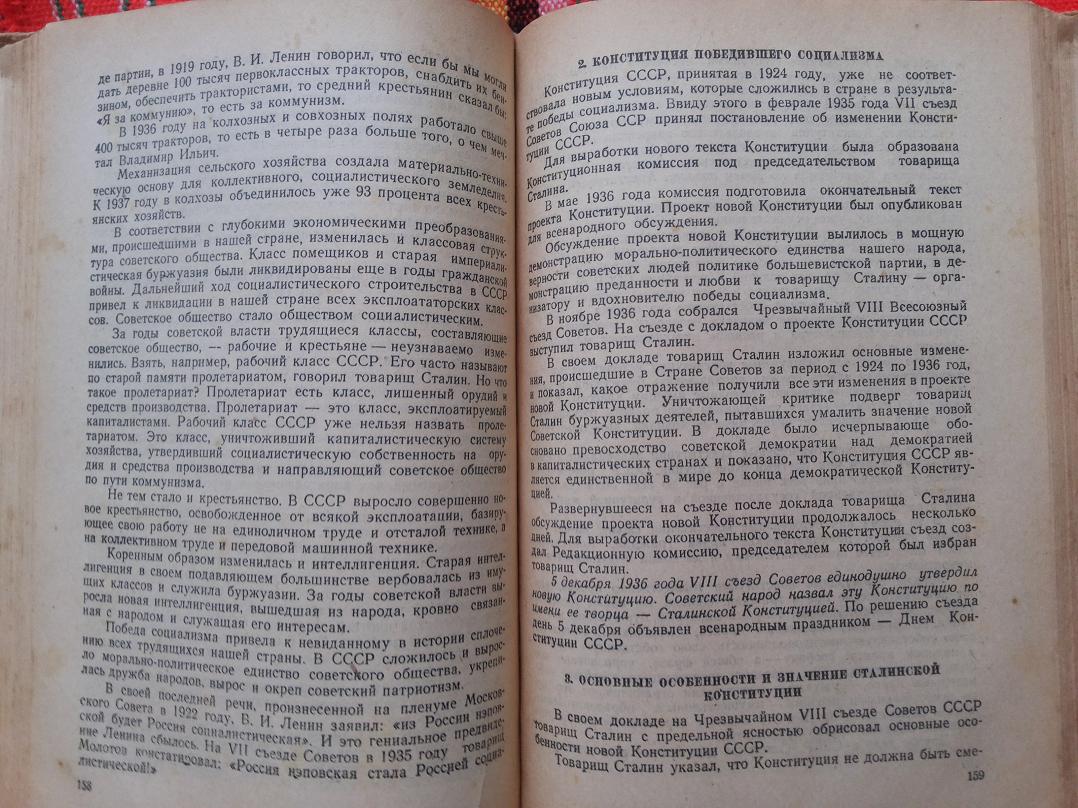 де партии, в 1919 году, В. И. Ленин говорил, что если бы мы могли
дать деревне 100 тысяч первоклассных тракторов, снабдить их бен-
зином, обеспечить трактористами, то средний крестьянин сказал бы:
«Я за коммунию», то есть за коммунизм.
В 1936 году на колхозных и совхозных полях работало свыше
400 тысяч тракторов, то есть в четыре раза больше того, о чем меч-
тал Владимир Ильич.
Механизация сельского хозяйства создала материально-техни-
ческую основу для коллективного, социалистического земледелия.
К 1937 году в колхозы объединилось уже 93 процента всех кресть-
янских хозяйств.
В соответствии с глубокими экономическими преобразования-
ми, происшедшими в нашей стране, изменилась и классовая струк-
тура советского общества. Класс помещиков и старая империали-
стическая буржуазия были ликвидированы еще в годы гражданской
войны. Дальнейший ход социалистического строительства в СССР
привел к ликвидации в нашей стране всех эксплоататорских клас-
сов. Советское общество стало обществом социалистическим.
За годы советской власти трудящиеся классы, составляющие
советское общество, — рабочие и крестьяне — неузнаваемо изме-
нились. Взять, например, рабочий класс СССР. Его часто называют
по старой памяти пролетариатом, говорил товарищ Сталин. Но что
такое пролетариат? Пролетариат есть класс, лишенный орудий и
средств производства. Пролетариат — это класс, эксплоатируемый
капиталистами. Рабочий класс СССР уже нельзя назвать проле-
тариатом. Это класс, уничтоживший капиталистическую систему
хозяйства, утвердивший социалистическую собственность на ору-
дия и средства производства и направляющий советское общество
по пути коммунизма.
Не тем стало и крестьянство. В СССР выросло совершенно но-
вое крестьянство, освобожденное от всякой эксплоатации, базиру-
ющее свою работу не на единоличном труде и отсталой технике, а
на коллективном труде и передовой машинной технике.
Коренным образом изменилась и интеллигенция. Старая интел-
лигенция в своем подавляющем большинстве вербовалась из иму-
щих классов и служила буржуазии. За годы советской власти вы-
росла новая интеллигенция, вышедшая из народа, кровно связан-
ная с народом и служащая его интересам.
Победа социализма привела к невиданному в истории сплоче-
нию всех трудящихся нашей страны. В СССР сложилось и вырос-
ло морально-политическое единство советского общества, укрепи-
лась дружба народов, вырос и окреп советский патриотизм.
В своей последней речи, произнесенной на пленуме Москов-
ского Совета в 1922 году, В. И. Ленин заявил: «из России нэпов-
ской будет Россия социалистическая». И это гениальное предвиде-
ние Ленина сбылось. На VII съезде Советов в 1935 году товарищ
Молотов констатировал: «Россия нэповская стала Россией социа-
листической!»
158
2. КОНСТИТУЦИЯ ПОБЕДИВШЕГО СОЦИАЛИЗМА
Конституция СССР, принятая в 1924 году, уже не соответ-
ствовала новым условиям, которые сложились в стране в результа-
те победы социализма. Ввиду этого в феврале 1935 года VII съезд
Советов Союза ССР принял постановление об изменении Консти-
туции СССР.
Для выработки нового текста Конституции была образована
Конституционная комиссия под председательством товарища
Сталина.
В мае 1936 года комиссия подготовила окончательный текст
проекта Конституции. Проект новой Конституции был опубликован
для всенародного обсуждения.
Обсуждение проекта новой Конституции вылилось в мощную
демонстрацию морально-политического единства нашего народа,
верности советских людей политике большевистской партии, в де-
монстрацию преданности и любви к товарищу Сталину — орга-
низатору и вдохновителю победы социализма.
В ноябре 1936 года собрался Чрезвычайный VIII Всесоюзный
съезд Советов. На съезде с докладом о проекте Конституции СССР
выступил товарищ Сталин.
В своем докладе товарищ Сталин изложил основные измене-
ния, происшедшие в Стране Советов за период с 1924 по 1936 год,
и показал, какое отражение получили все эти изменения в проекте
новой Конституции. Уничтожающей критике подверг товарищ
Сталин буржуазных деятелей, пытавшихся умалить значение новой
Советской Конституции. В докладе было исчерпывающе обо-
сновано превосходство советской демократии над демократией
в капиталистических странах и показано, что Конституция СССР яв-
ляется единственной в мире до конца демократической Конститу-
цией.
Развернувшееся на съезде после доклада товарища Сталина
обсуждение проекта новой Конституции продолжалось несколько
дней. Для выработки окончательного текста Конституции съезд соз-
дал Редакционную комиссию, председателем которой был избран
товарищ Сталин.
5 декабря 1936 года VIII съезд Советов единодушно утвердил
новую Конституцию. Советский народ назвал эту Конституцию по
имени ее творца — Сталинской Конституцией. По решению съезда
день 5 декабря объявлен всенародным праздником — Днем Кон-
ституции СССР.
3. ОСНОВНЫЕ ОСОБЕННОСТИ И ЗНАЧЕНИЕ СТАЛИНСКОЙ
КОНСТИТУЦИИ
В своем докладе на Чрезвычайном VIII съезде Советов СССР
товарищ Сталин с предельной ясностью обрисовал основные осо-
бенности новой Конституции СССР.
Товарищ Сталин указал, что Конституция не должна быть сме-
159